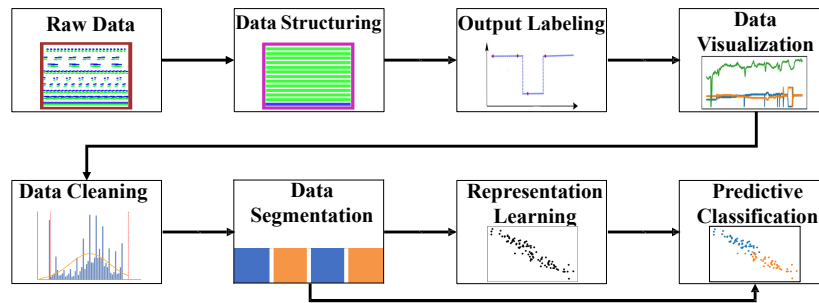 Raw Data
Data Structuring
Output Labeling
Data
Visualization
Data Cleaning
Data
Segmentation
Representation
Learning
Predictive
Classification